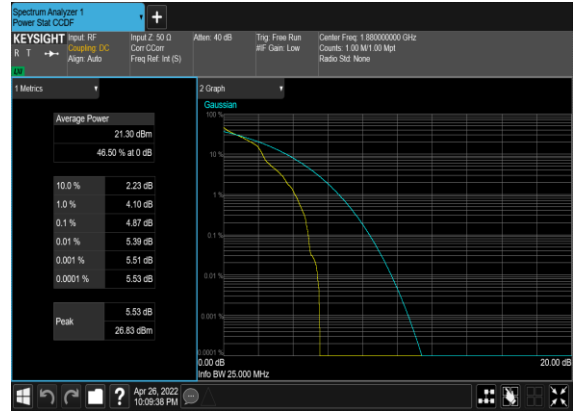 Spectrum Analyzer 1
Power Stat CCDF
KEYSIGHT
R T
LM
Input: RF
Coupling: DC
Align: Auto
Input Z: 50 Ω
Corr CCorr
Freq Ref: Int (S)
Atten: 40 dB
Trig: Free Run
#IF Gain: Low
Center Freq: 1.880000000 GHz
Counts: 1.00 M/1.00 Mpt
Radio Std: None
1 Metrics
Average Power
21.30 dBm
46.50 % at 0 dB
10.0 % 2.23 dB
1.0 % 4.10 dB
0.1 % 4.87 dB
0.01 % 5.39 dB
0.001 % 5.51 dB
0.0001 % 5.53 dB
Peak
5.53 dB
26.83 dBm
2 Graph
Gaussian
100 %
10 %
1 %
0.1 %
0.01 %
0.001 %
0.0001 %
0.00 dB 20.00 dB
Info BW 25.000 MHz
? Apr 26, 2022
10:09:38 PM